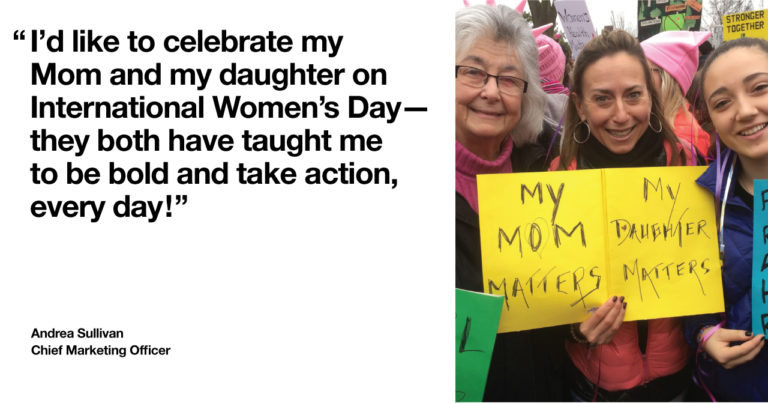 “I’d like to celebrate my
Mom and my daughter on
International Women’s Day—
they both have taught me
to be bold and take action,
every day!”
Andrea Sullivan
Chief Marketing Officer
STRONGER
TOGETHER
MY
MOM
MATTERS
MY
DAUGHTER
MATTERS